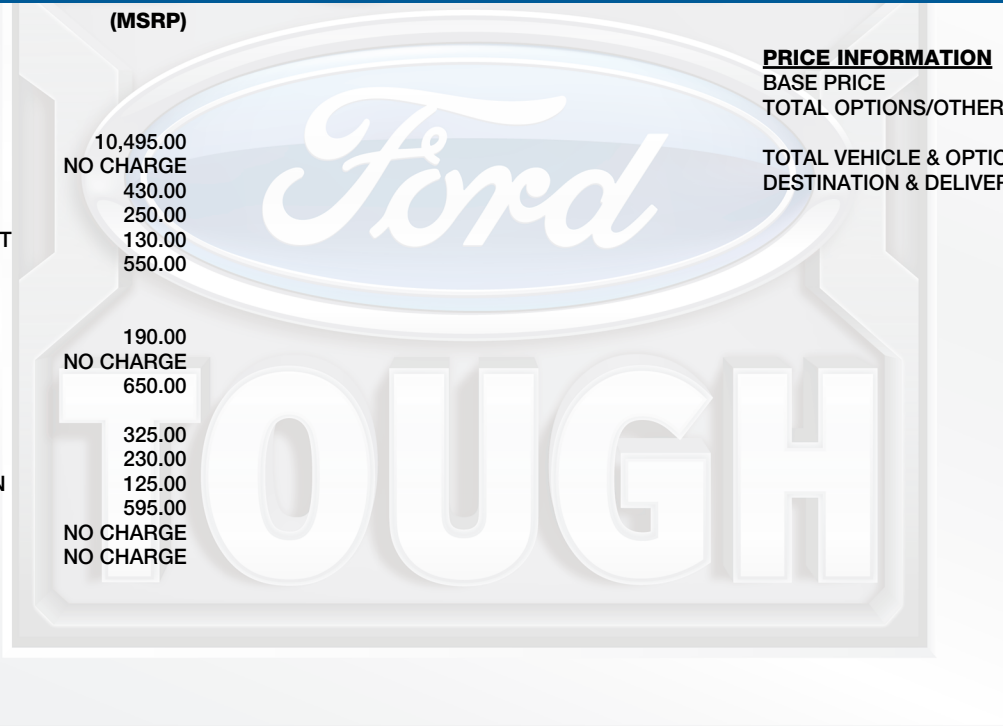 (MSRP)
10,495.00
NO CHARGE
430.00
250.00
T 130.00
550.00
190.00
NO CHARGE
650.00
325.00
230.00
N 125.00
595.00
NO CHARGE
NO CHARGE
PRICE INFORMATION
BASE PRICE
TOTAL OPTIONS/OTHER
TOTAL VEHICLE & OPTIO
DESTINATION & DELIVER
Ford
TOUGH